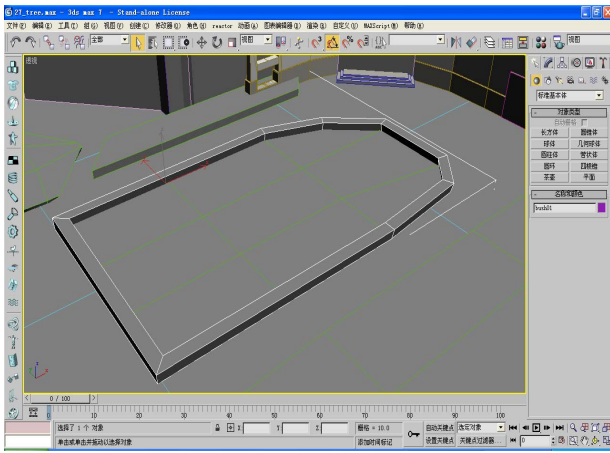 27_tree.max - 3ds max 7 - Stand-alone License
文件(F) 编辑(E) 工具(T) 组(G) 视图(V) 创建(C) 修改器(O) 角色(H) reactor 动画(A) 图表编辑器(D) 渲染(R) 自定义(U) MAXScript(M) 帮助(H)
全部 视图 视图
透视
标准基本体
对象类型
自动栅格
长方体 圆锥体
球体 几何球体
圆柱体 管状体
圆环 四棱锥
茶壶 平面
名称和颜色
bush01
0 / 100
0 10 20 30 40 50 60 70 80 90 100
选择了 1 个 对象 X Y Z 栅格 = 10.0 自动关键点 选定对象
单击或单击并拖动以选择对象 添加时间标记 设置关键点 关键点过滤器... 0